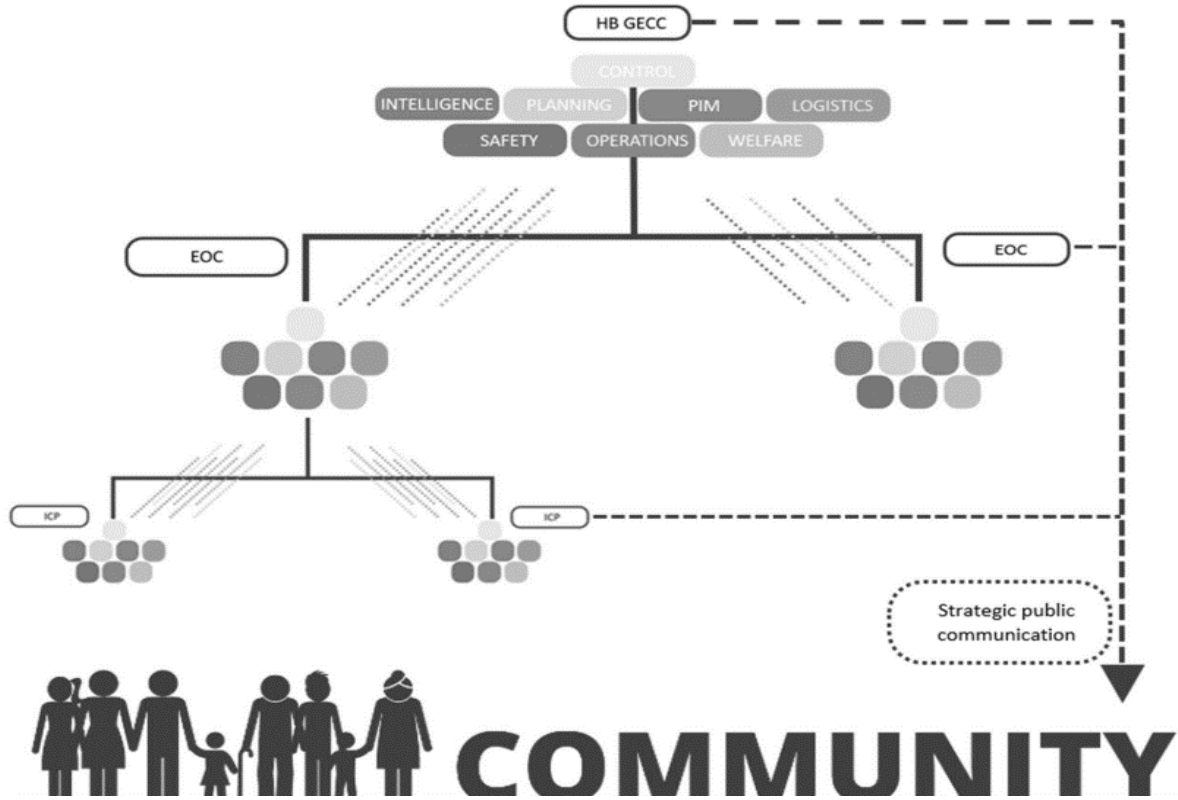 HB GECC
CONTROL
INTELLIGENCE PLANNING PIM LOGISTICS
SAFETY OPERATIONS WELFARE
EOC
EOC
ICP
ICP
Strategic public
communication
COMMUNITY